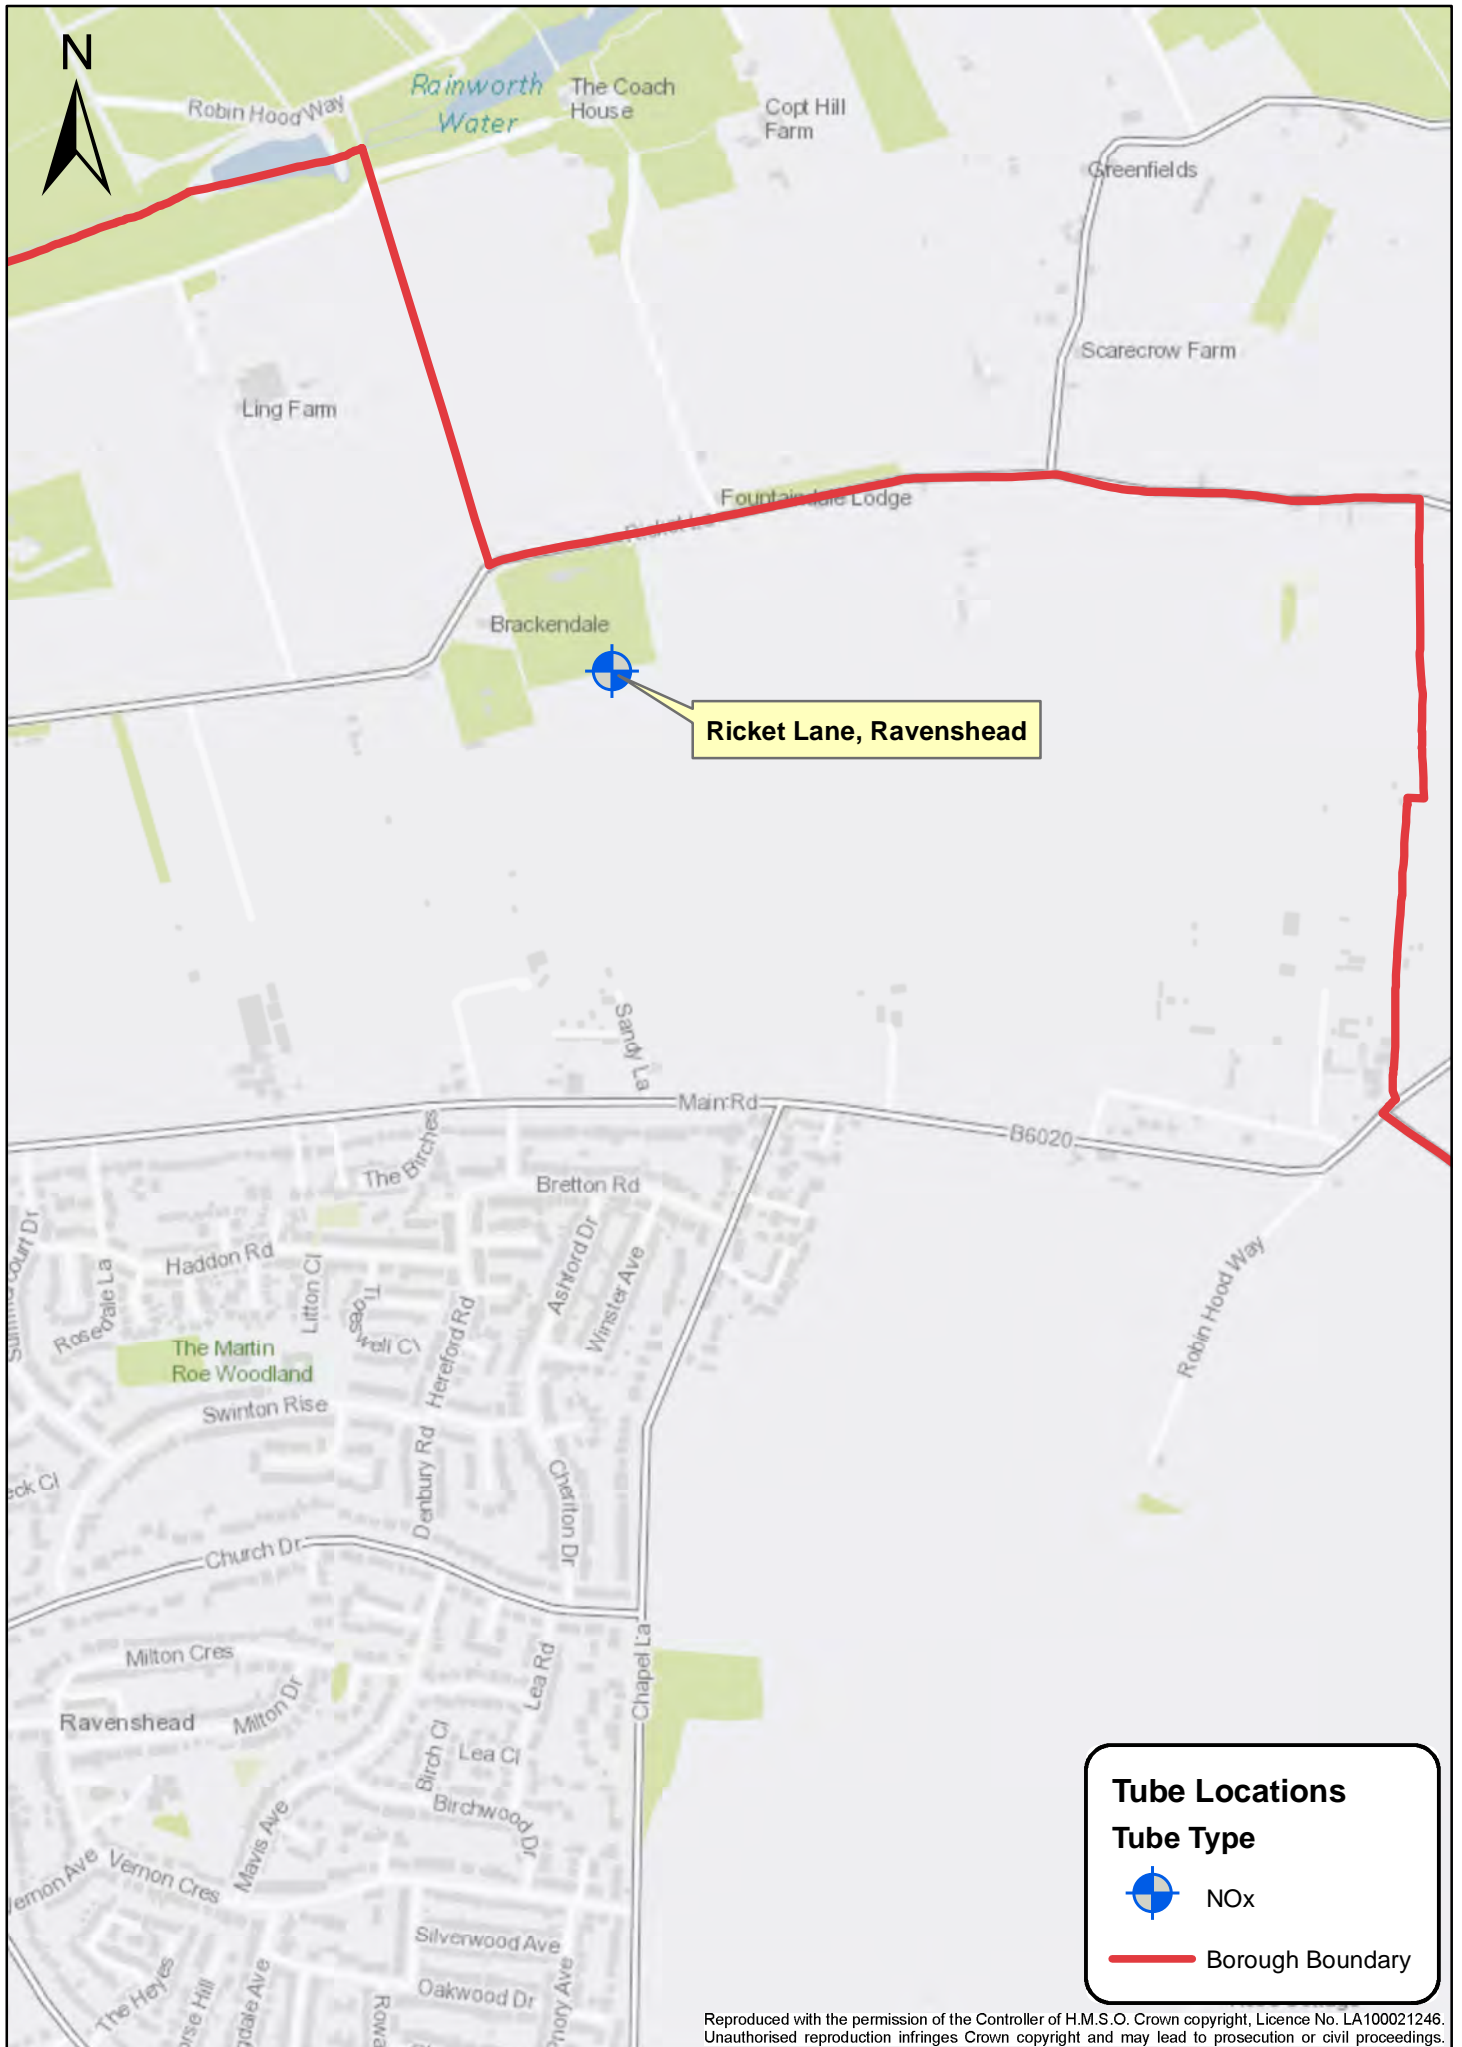 N
Robin Hood Way
Rainworth
Water
The Coach
House
Copt Hill
Farm
Greenfields
Scarecrow Farm
Ling Farm
Fountaindale Lodge
Brackendale
Ricket Lane, Ravenshead
Sandy La
Main Rd
B6020
The Birches
Bretton Rd
Haddon Rd
Litton Cl
Rosedale La
Ashford Dr
Winster Ave
Hereford Rd
Robin Hood Way
The Martin
Roe Woodland
Swinton Rise
Denbury Rd
Cheriton Dr
Church Dr
Milton Cres
Chapel La
Lea Rd
Ravenshead
Milton Dr
Birch Cl
Lea Cl
Birchwood Dr
Mavis Ave
Vernon Ave
Vernon Cres
Silverwood Ave
The Heyes
Oakwood Dr
Tube Locations
Tube Type
NOx
Borough Boundary
Reproduced with the permission of the Controller of H.M.S.O. Crown copyright, Licence No. LA100021246.
Unauthorised reproduction infringes Crown copyright and may lead to prosecution or civil proceedings.